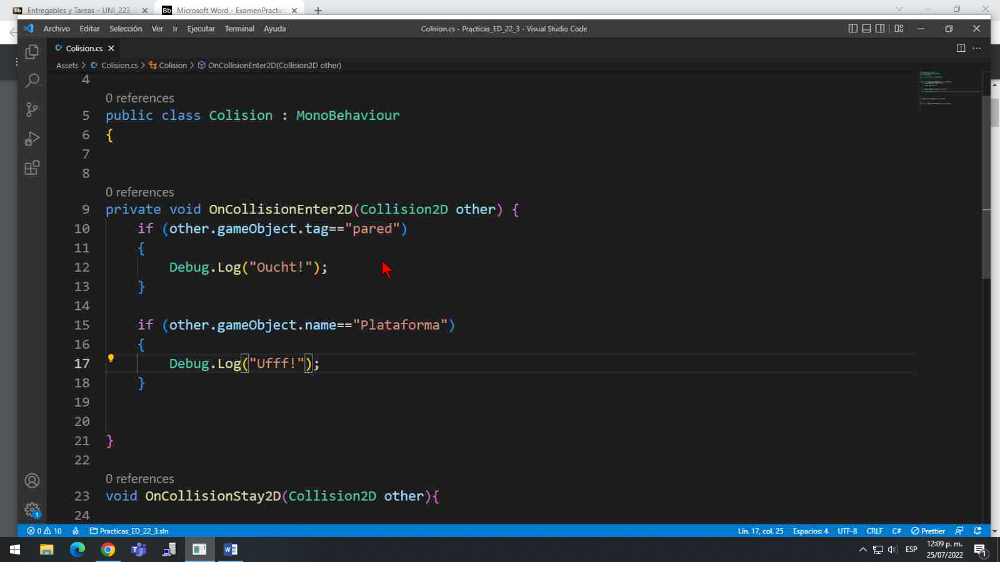 Entregables y Tareas – UNI_223_3
Microsoft Word - ExamenPractico
Archivo Editar Selección Ver Ir Ejecutar Terminal Ayuda
Colision.cs - Practicas_ED_22_3 - Visual Studio Code
Colision.cs
Assets > Colision.cs > Colision > OnCollisionEnter2D(Collision2D other)
4
0 references
5 public class Colision : MonoBehaviour
6 {
7
8
0 references
9 private void OnCollisionEnter2D(Collision2D other) {
10 if (other.gameObject.tag=="pared")
11 {
12 Debug.Log("Oucht!");
13 }
14
15 if (other.gameObject.name=="Plataforma")
16 {
17 Debug.Log("Ufff!");
18 }
19
20
21 }
22
0 references
23 void OnCollisionStay2D(Collision2D other){
24
0 10 Practicas_ED_22_3.sln
Lín. 17, col. 25 Espacios: 4 UTF-8 CRLF C# Prettier
ESP
12:09 p. m.
25/07/2022
1
1